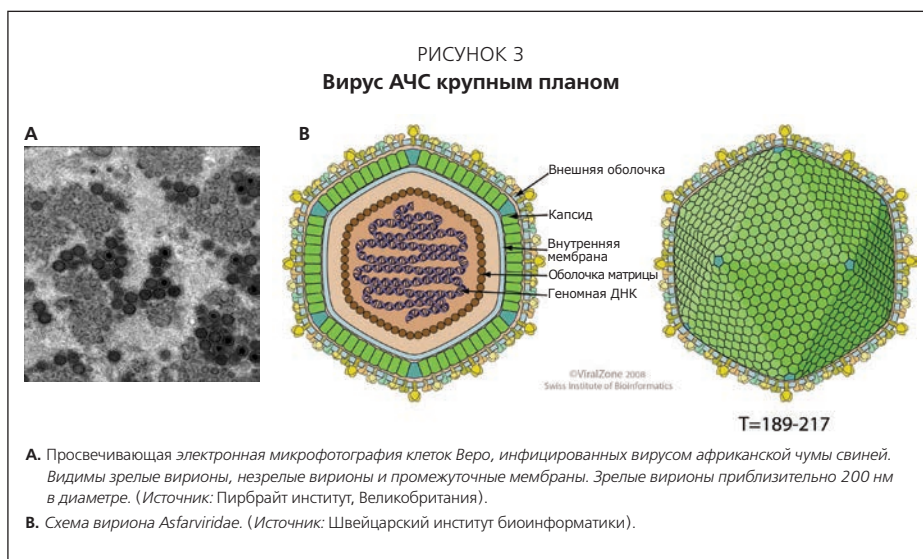 РИСУНОК 3
Вирус АЧС крупным планом
A
B
Внешняя оболочка
Капсид
Внутренняя
мембрана
Оболочка матрицы
Геномная ДНК
©ViralZone 2008
Swiss Institute of Bioinformatics
T=189-217
A. Просвечивающая электронная микрофотография клеток Веро, инфицированных вирусом африканской чумы свиней.
Видимы зрелые вирионы, незрелые вирионы и промежуточные мембраны. Зрелые вирионы приблизительно 200 нм
в диаметре. (Источник: Пирбрайт институт, Великобритания).
B. Схема вириона Asfarviridae. (Источник: Швейцарский институт биоинформатики).